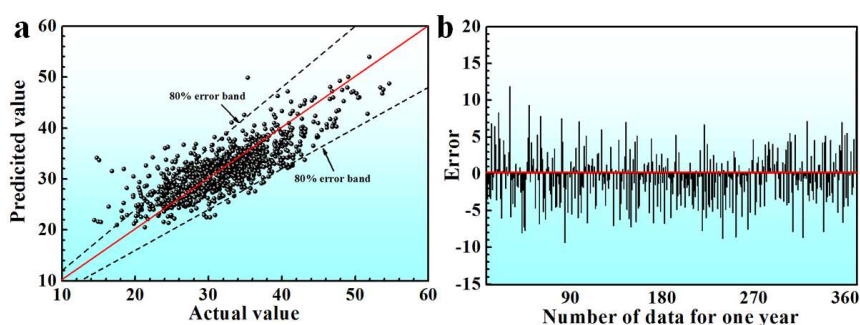 a
60
50
40
30
20
10
Predicited value
80% error band
80% error band
10 20 30 40 50 60
Actual value
b
20
15
10
5
0
-5
-10
-15
Error
90 180 270 360
Number of data for one year